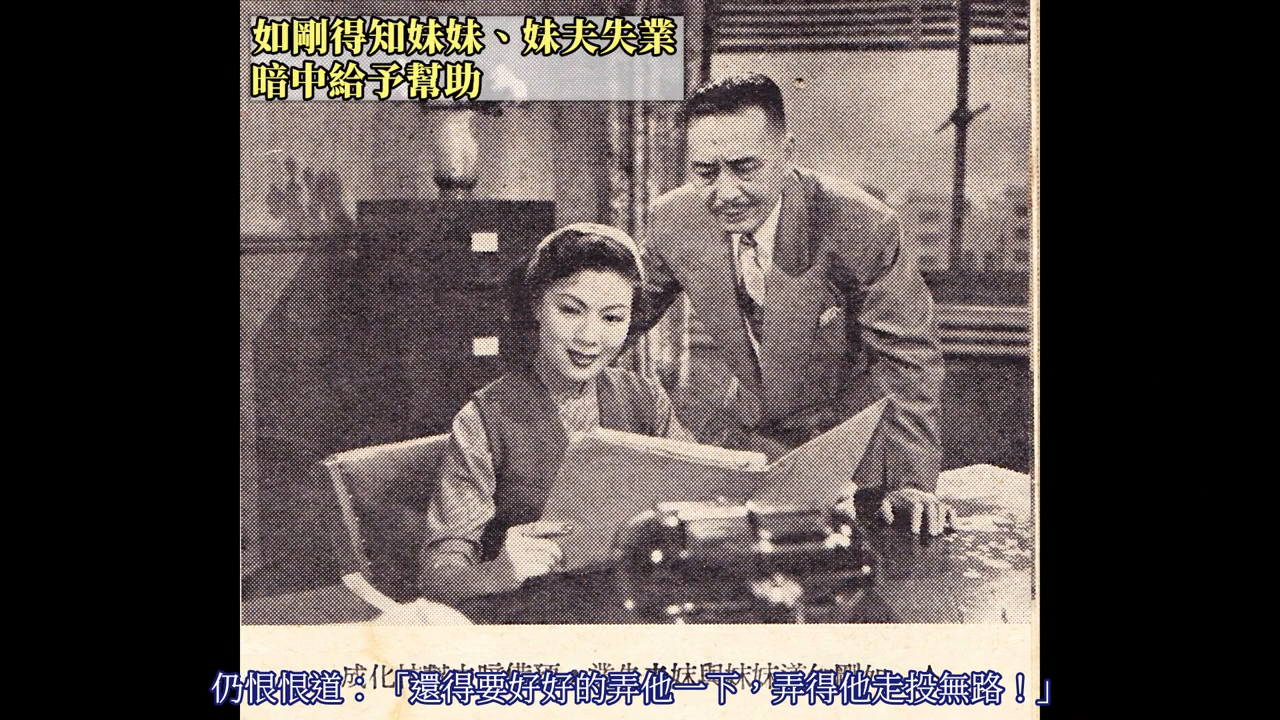 如剛得知妹妹、妹夫失業
暗中給予幫助
仍恨恨道：「還得要好好的弄他一下，弄得他走投無路！」